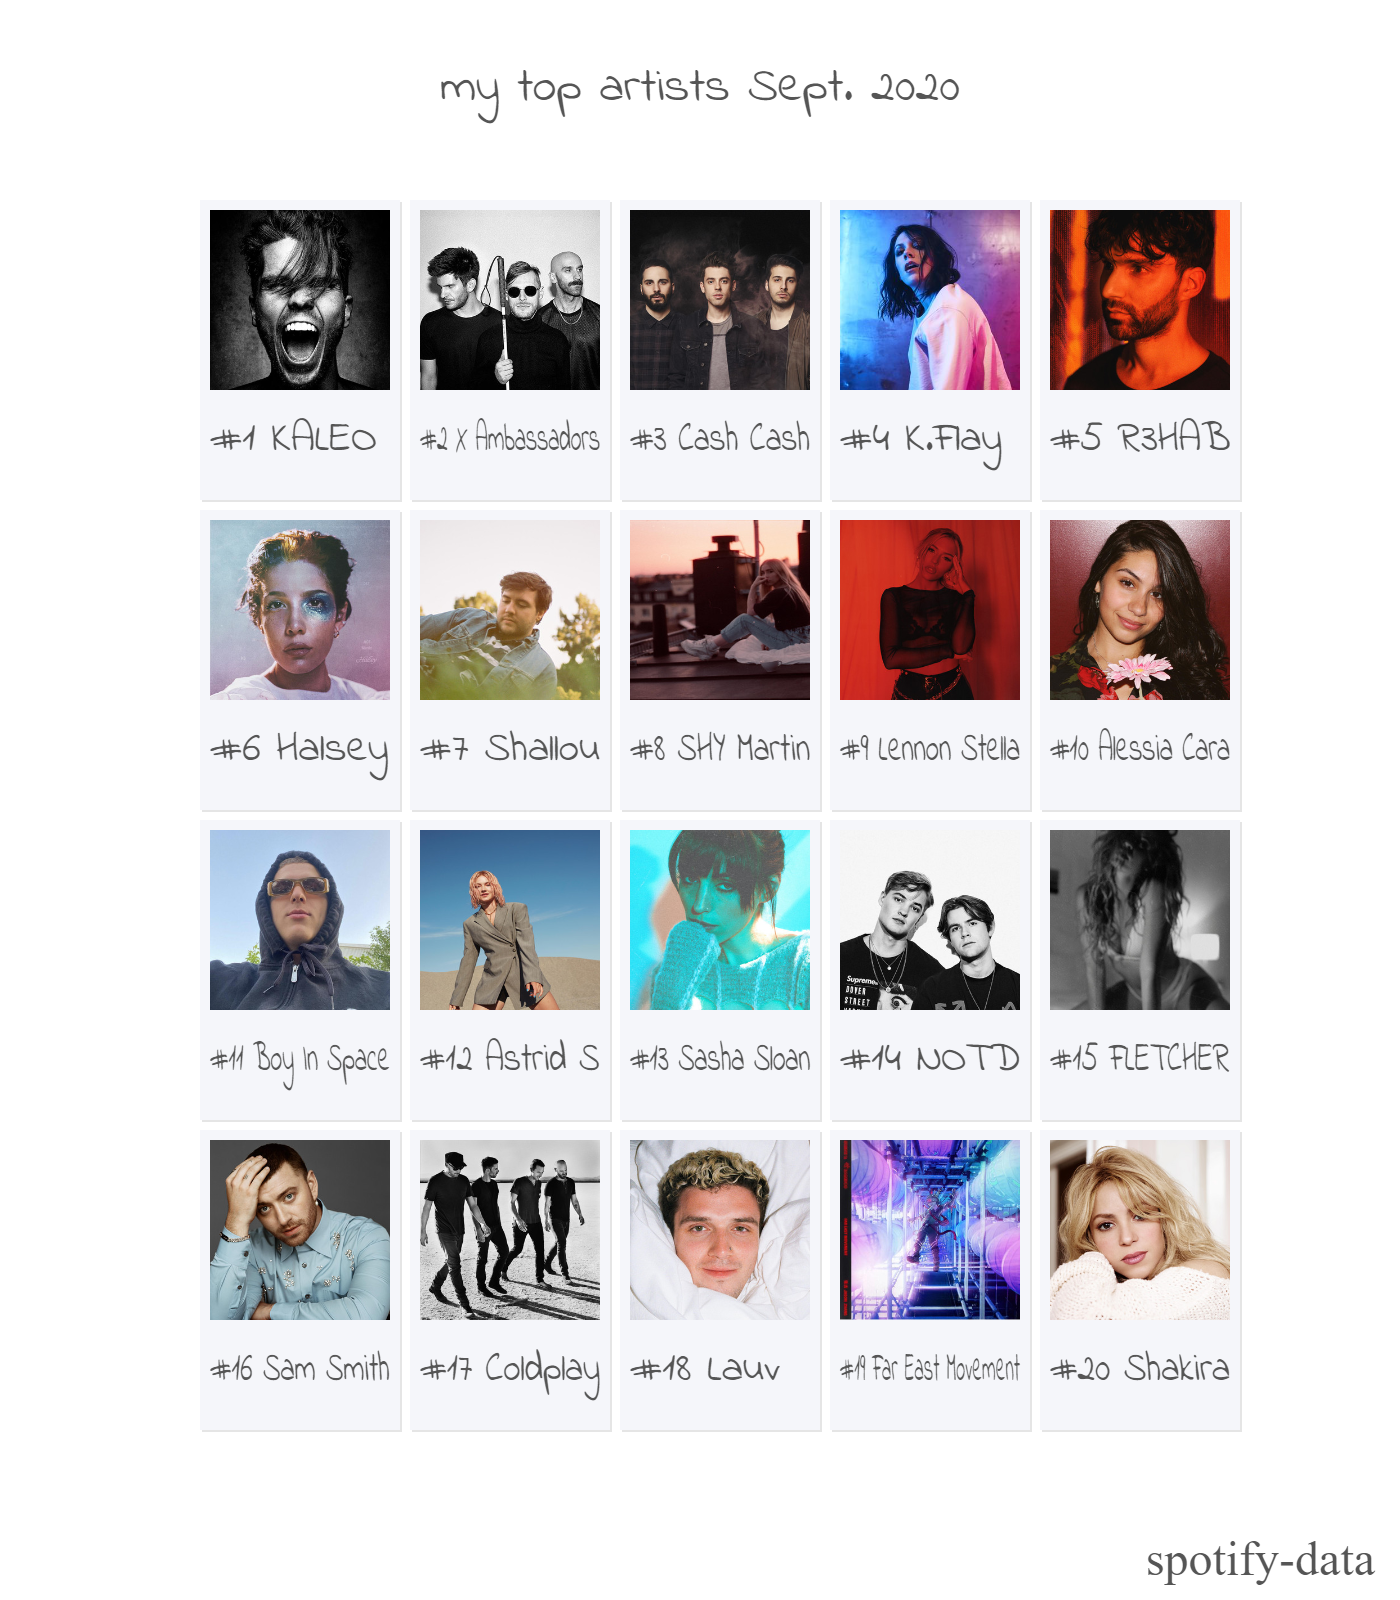 my top artists Sept. 2020
#1 KALEO
#2 X Ambassadors
#3 Cash Cash
#4 K.Flay
#5 R3HAB
#6 Halsey
#7 Shallou
#8 SHY Martin
#9 Lennon Stella
#10 Alessia Cara
Supreme
DOVER
STREET
#11 Boy In Space
#12 Astrid S
#13 Sasha Sloan
#14 NOTD
#15 FLETCHER
#16 Sam Smith
#17 Coldplay
#18 Lauv
#19 Far East Movement
#20 Shakira
spotify-data